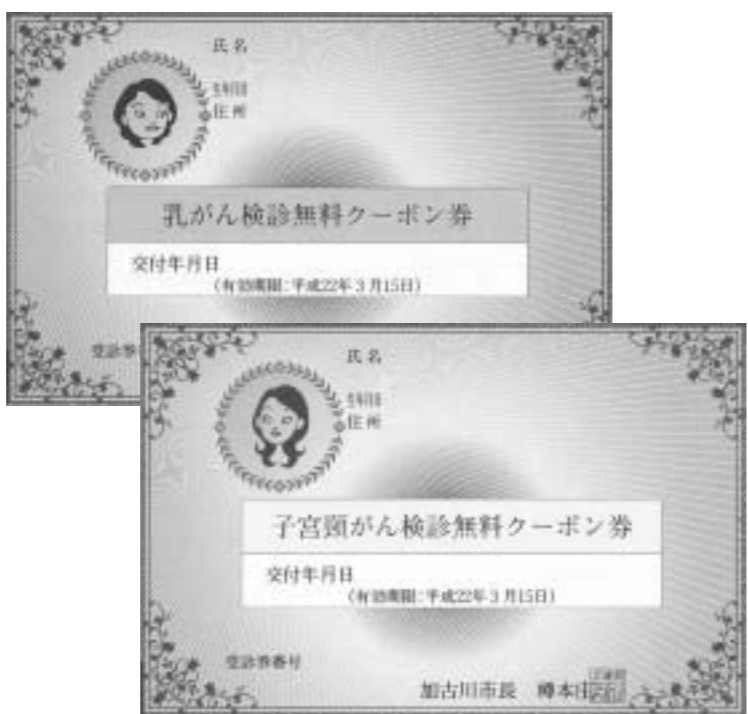 氏名
生年月日
住所
乳がん検診無料クーポン券
交付年月日
(有効期限:平成22年3月15日)
受診券
氏名
生年月日
住所
子宮頸がん検診無料クーポン券
交付年月日
(有効期限:平成22年3月15日)
受診券番号
加古川市長 樽本庄